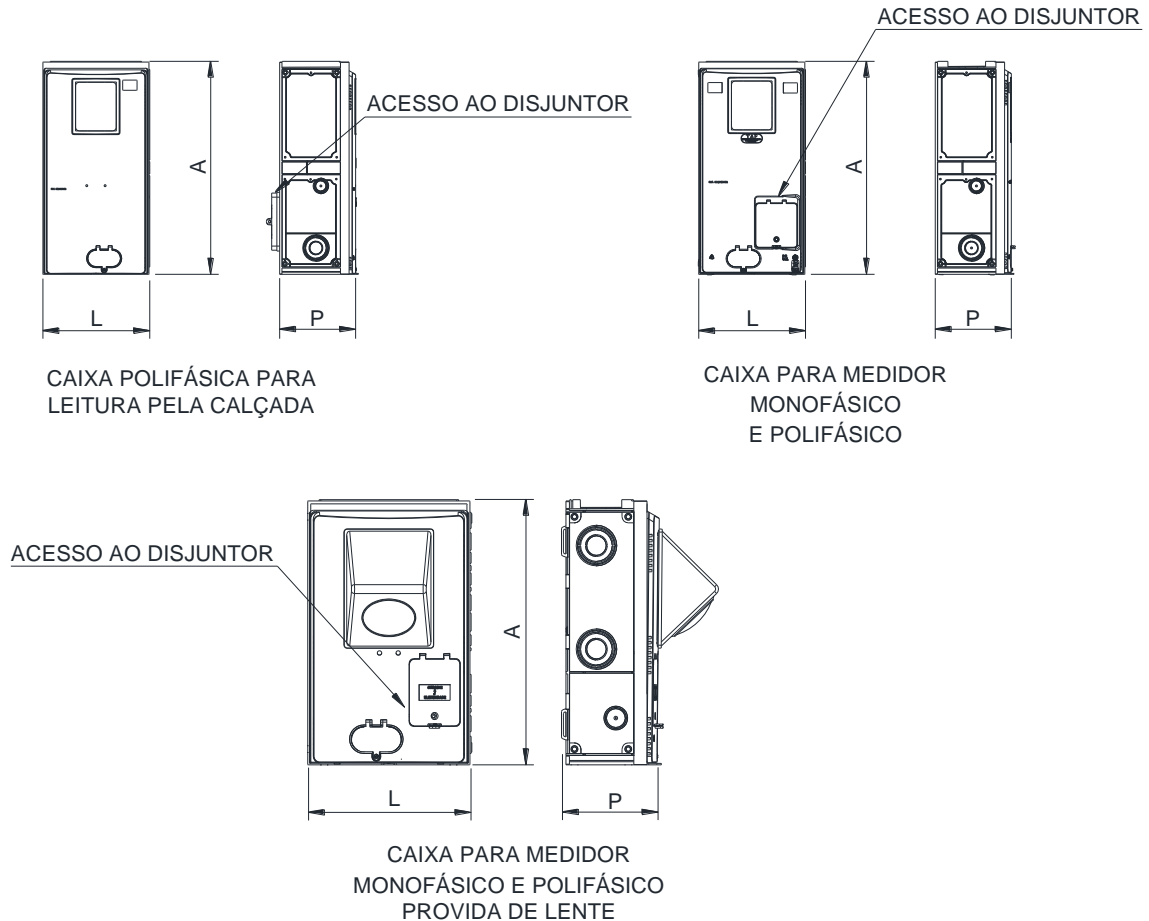 ACESSO AO DISJUNTOR
A
L
P
CAIXA POLIFÁSICA PARA
LEITURA PELA CALÇADA
ACESSO AO DISJUNTOR
A
L
P
CAIXA PARA MEDIDOR
MONOFÁSICO
E POLIFÁSICO
ACESSO AO DISJUNTOR
A
L
P
CAIXA PARA MEDIDOR
MONOFÁSICO E POLIFÁSICO
PROVIDA DE LENTE